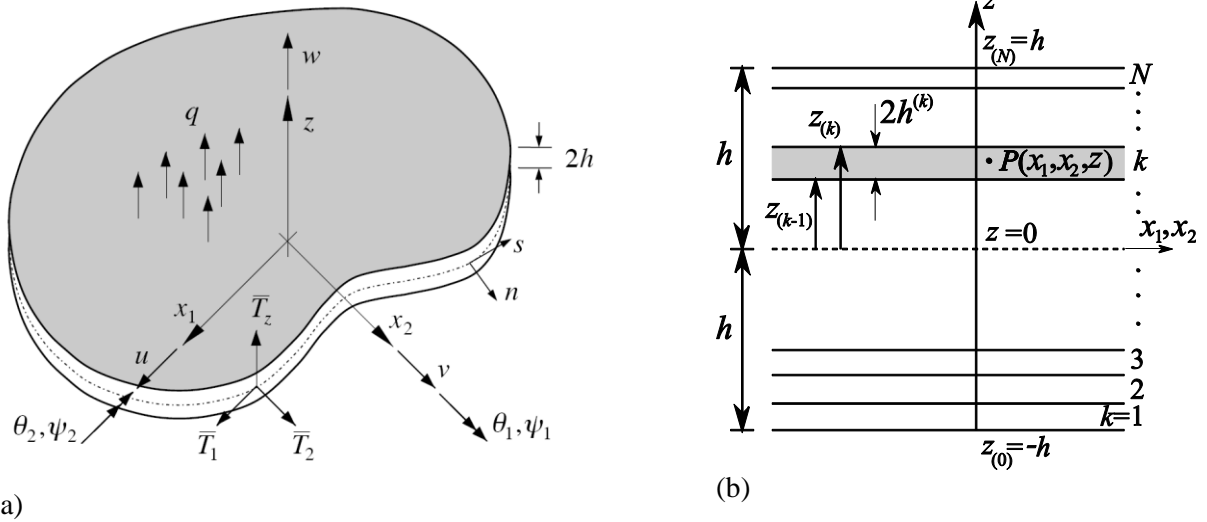 w
z
q
2h
s
n
x₁
T̄_z
x₂
u
v
θ₂,ψ₂
T̄₁
T̄₂
θ₁,ψ₁
a)
z
z₍N₎=h
N
z₍k₎
2h⁽ᵏ⁾
h
P(x₁,x₂,z)
k
z₍k-1₎
z=0
x₁,x₂
h
3
2
k=1
z₍₀₎=-h
(b)